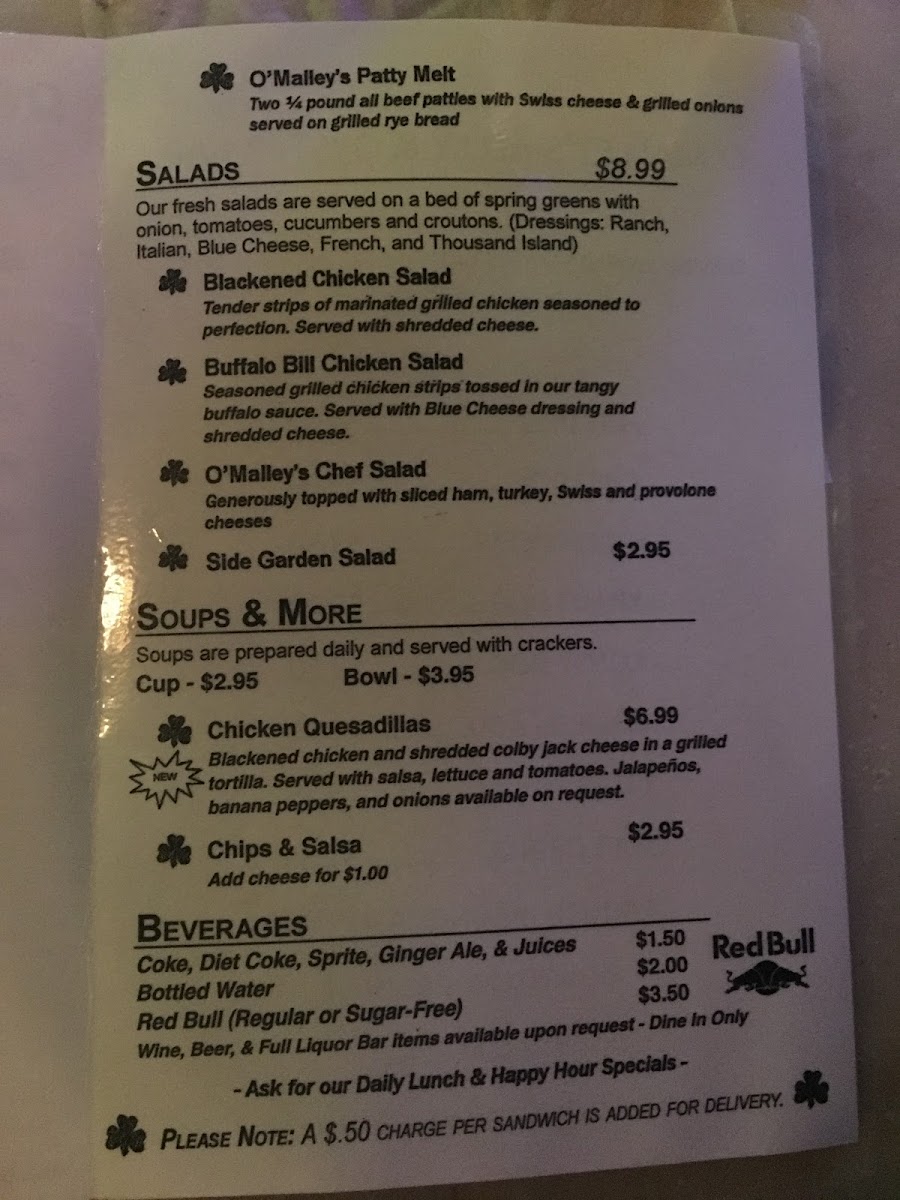 O'Malley's Patty Melt
Two ¼ pound all beef patties with Swiss cheese & grilled onions
served on grilled rye bread
SALADS $8.99
Our fresh salads are served on a bed of spring greens with
onion, tomatoes, cucumbers and croutons. (Dressings: Ranch,
Italian, Blue Cheese, French, and Thousand Island)
Blackened Chicken Salad
Tender strips of marinated grilled chicken seasoned to
perfection. Served with shredded cheese.
Buffalo Bill Chicken Salad
Seasoned grilled chicken strips tossed in our tangy
buffalo sauce. Served with Blue Cheese dressing and
shredded cheese.
O'Malley's Chef Salad
Generously topped with sliced ham, turkey, Swiss and provolone
cheeses
Side Garden Salad $2.95
SOUPS & MORE
Soups are prepared daily and served with crackers.
Cup - $2.95 Bowl - $3.95
Chicken Quesadillas $6.99
NEW
Blackened chicken and shredded colby jack cheese in a grilled
tortilla. Served with salsa, lettuce and tomatoes. Jalapeños,
banana peppers, and onions available on request.
Chips & Salsa $2.95
Add cheese for $1.00
BEVERAGES
Coke, Diet Coke, Sprite, Ginger Ale, & Juices $1.50
Bottled Water $2.00
Red Bull (Regular or Sugar-Free) $3.50
Red Bull
Wine, Beer, & Full Liquor Bar items available upon request - Dine In Only
- Ask for our Daily Lunch & Happy Hour Specials -
PLEASE NOTE: A $.50 CHARGE PER SANDWICH IS ADDED FOR DELIVERY.